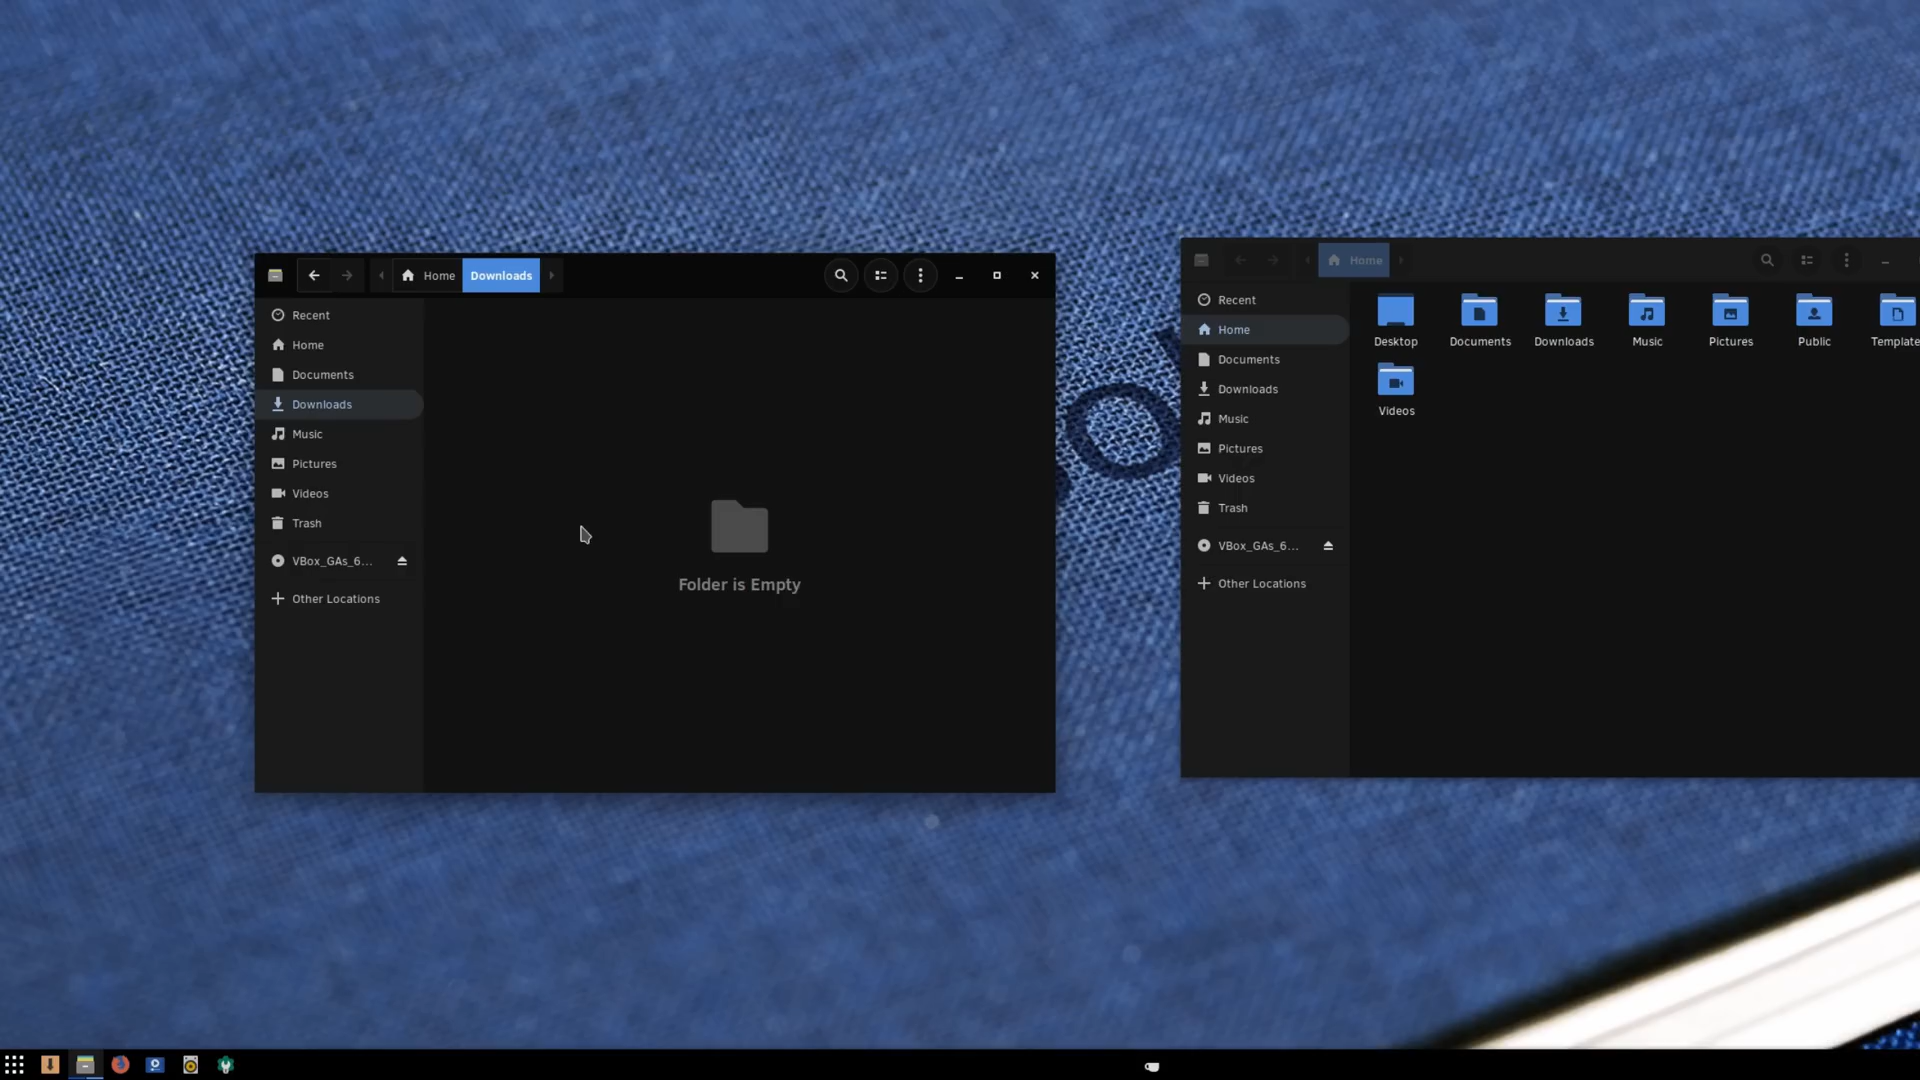 Home Downloads
Recent
Home
Documents
Downloads
Music
Pictures
Videos
Trash
VBox_GAs_6...
Other Locations
Folder is Empty
Home
Recent
Home
Documents
Downloads
Music
Pictures
Videos
Trash
VBox_GAs_6...
Other Locations
Desktop Documents Downloads Music Pictures Public Template
Videos